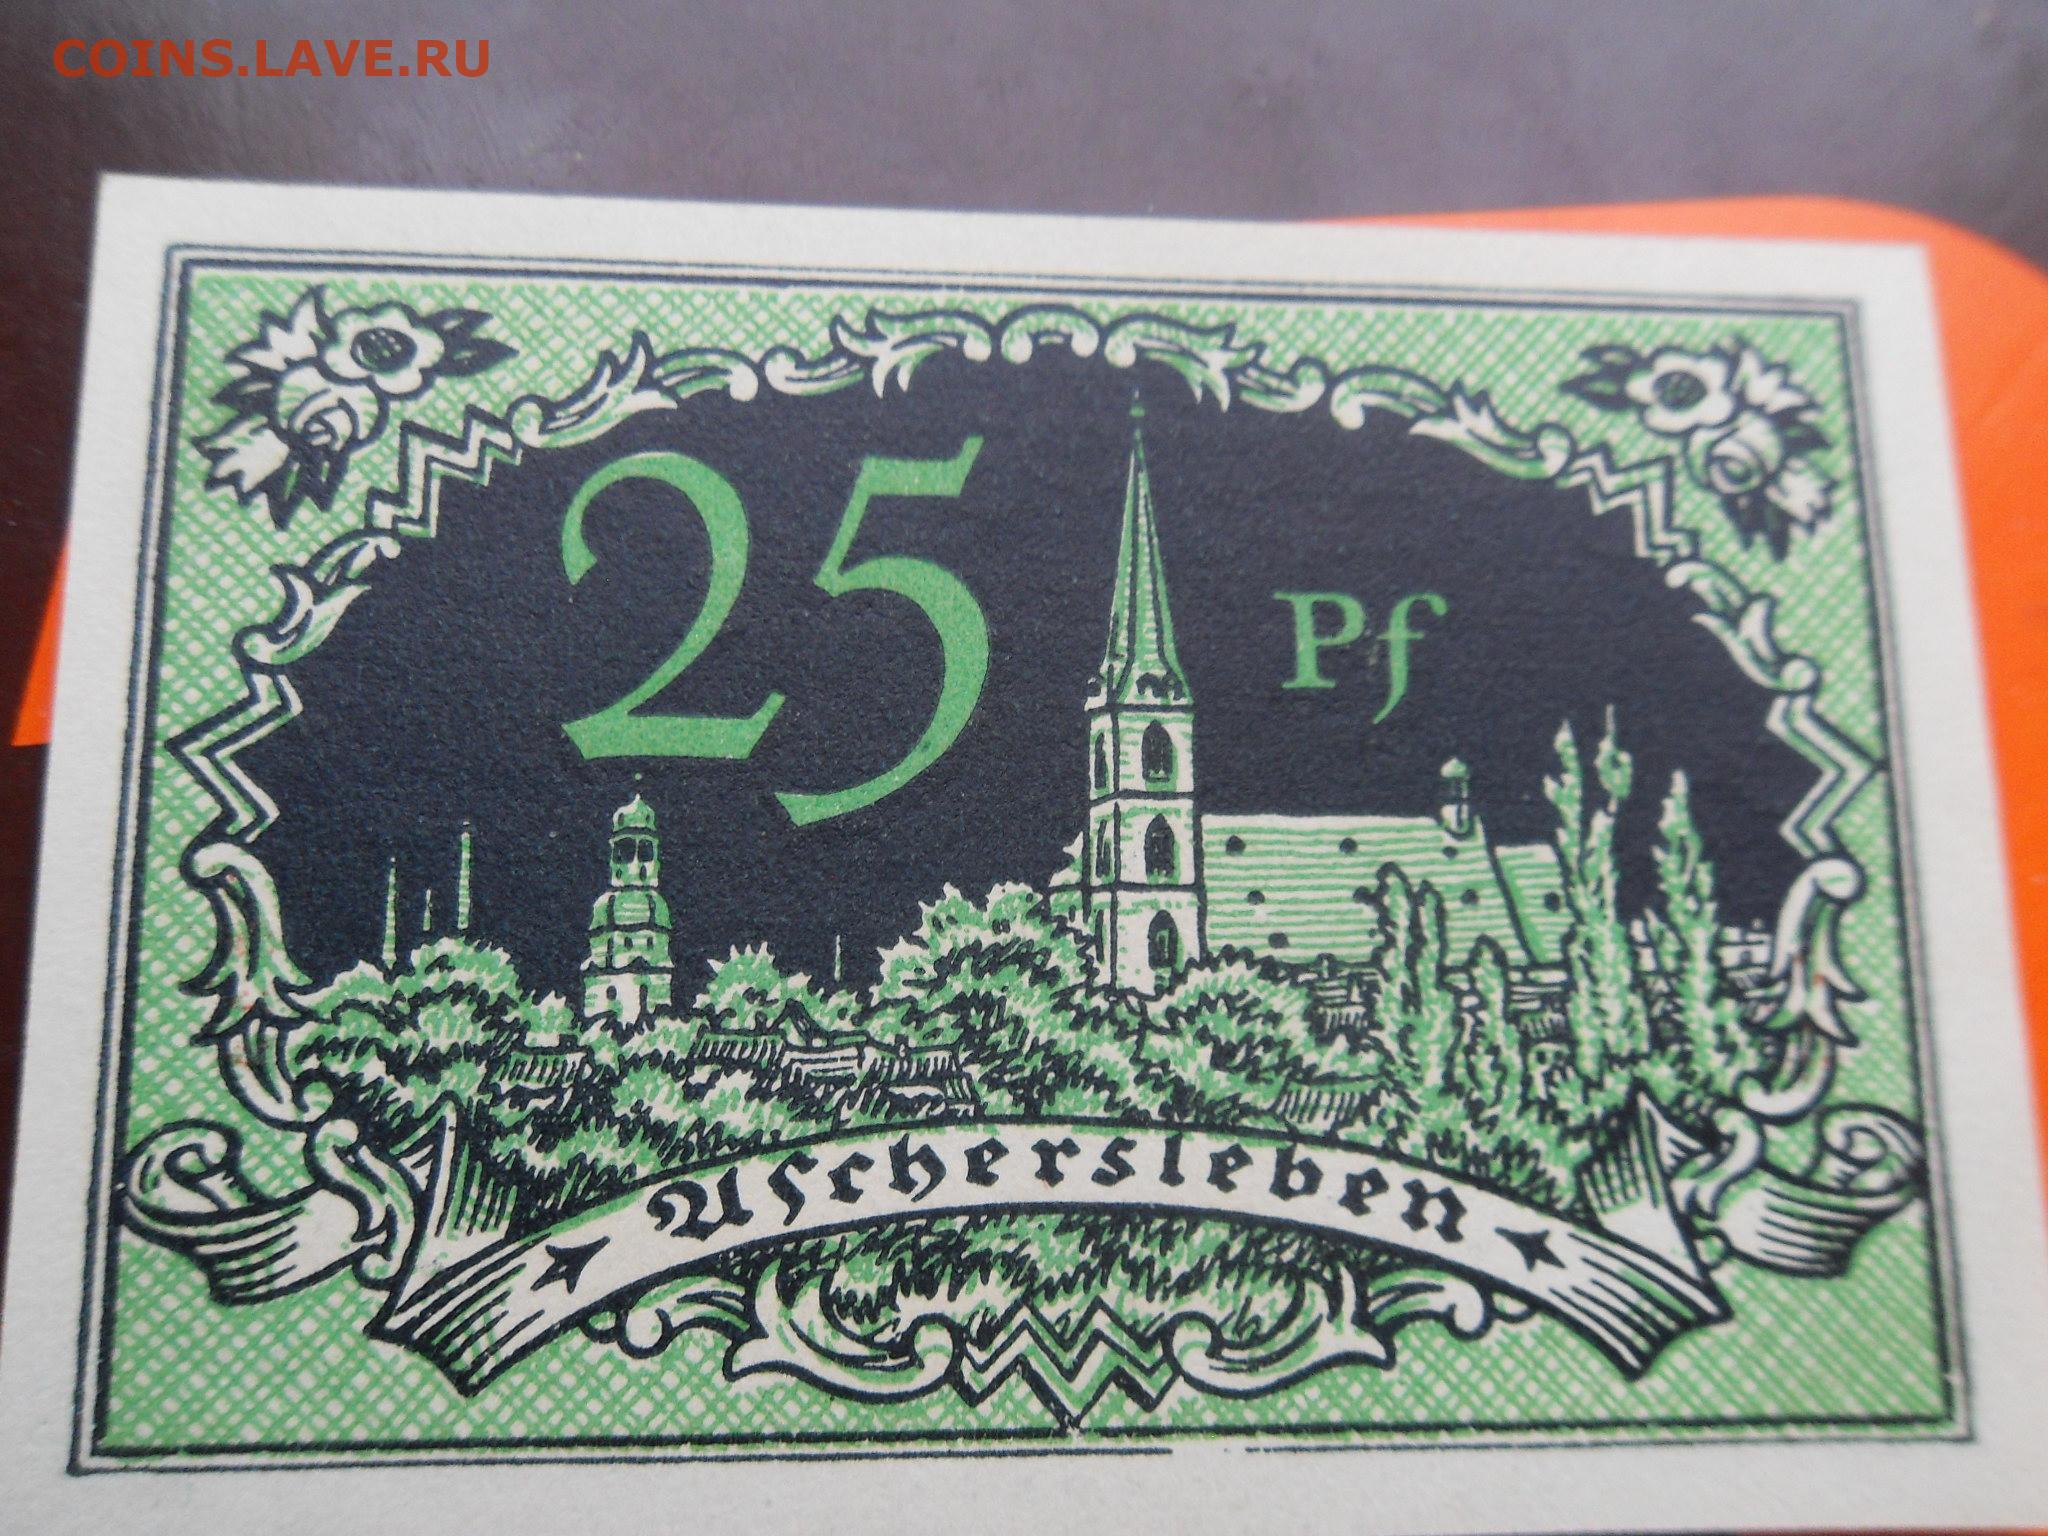 COINS.LAVE.RU
25 Pf
Aschersleben